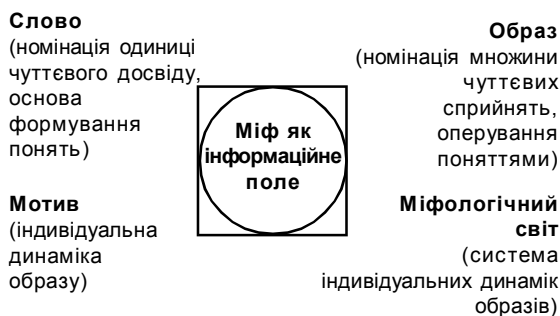 Слово
(номінація одиниці
чуттєвого досвіду,
основа
формування
понять)
Образ
(номінація множини
чуттєвих
сприйнять,
оперування
поняттями)
Міф як
інформаційне
поле
Мотив
(індивідуальна
динаміка
образу)
Міфологічний
світ
(система
індивідуальних динамік
образів)